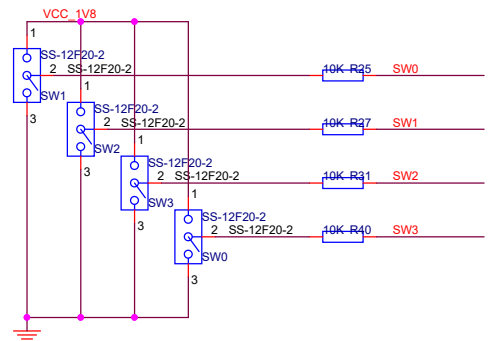 VCC_1V8
1
SS-12F20-2
2 SS-12F20-2
10K R25
SW0
SW1
3
1
SS-12F20-2
2 SS-12F20-2
10K R27
SW1
SW2
3
1
SS-12F20-2
2 SS-12F20-2
10K R31
SW2
SW3
3
1
SS-12F20-2
2 SS-12F20-2
10K R40
SW3
SW0
3